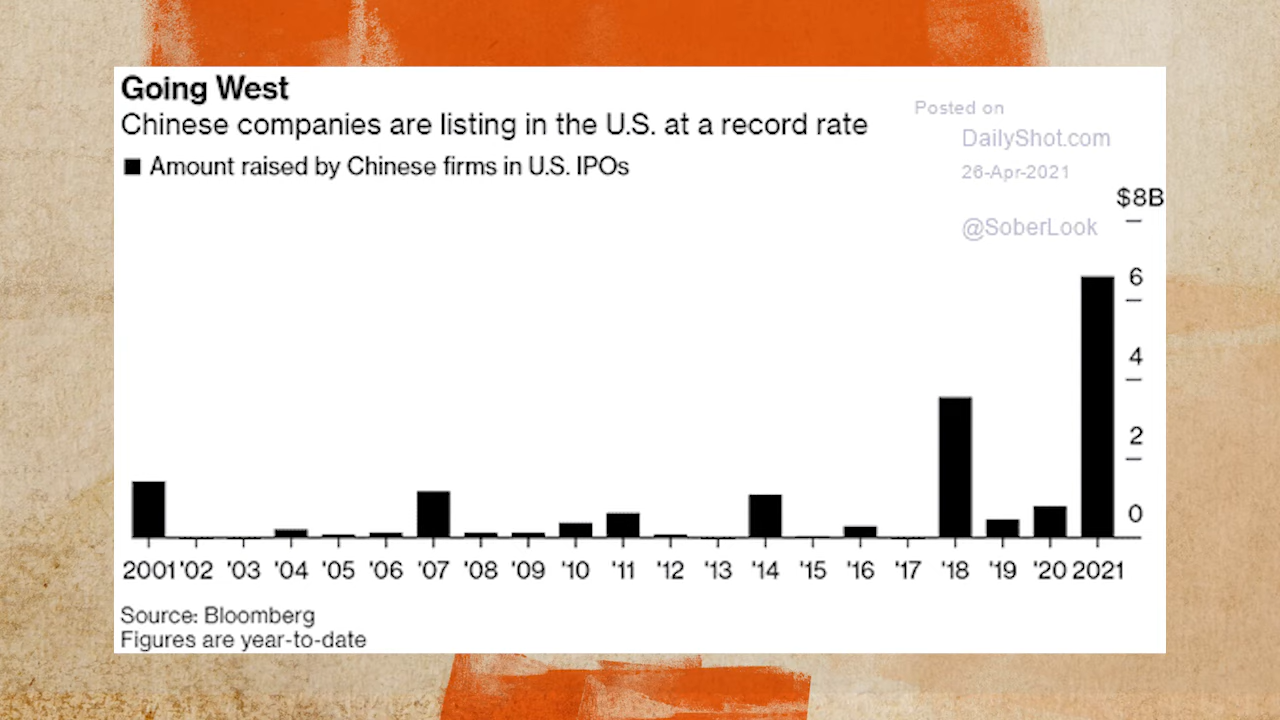 Going West
Chinese companies are listing in the U.S. at a record rate
■ Amount raised by Chinese firms in U.S. IPOs
Posted on
DailyShot.com
26-Apr-2021
@SoberLook
$8B
6
4
2
0
2001 '02 '03 '04 '05 '06 '07 '08 '09 '10 '11 '12 '13 '14 '15 '16 '17 '18 '19 '20 2021
Source: Bloomberg
Figures are year-to-date